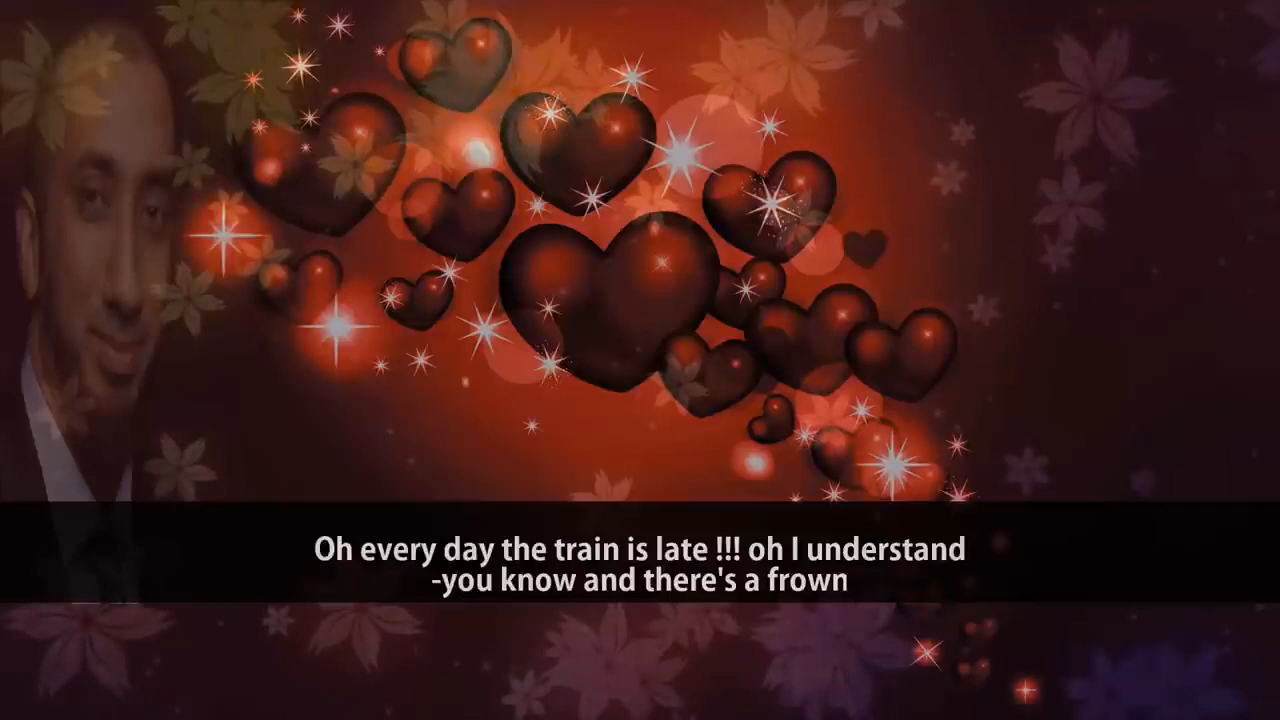 Oh every day the train is late !!! oh I understand
-you know and there's a frown